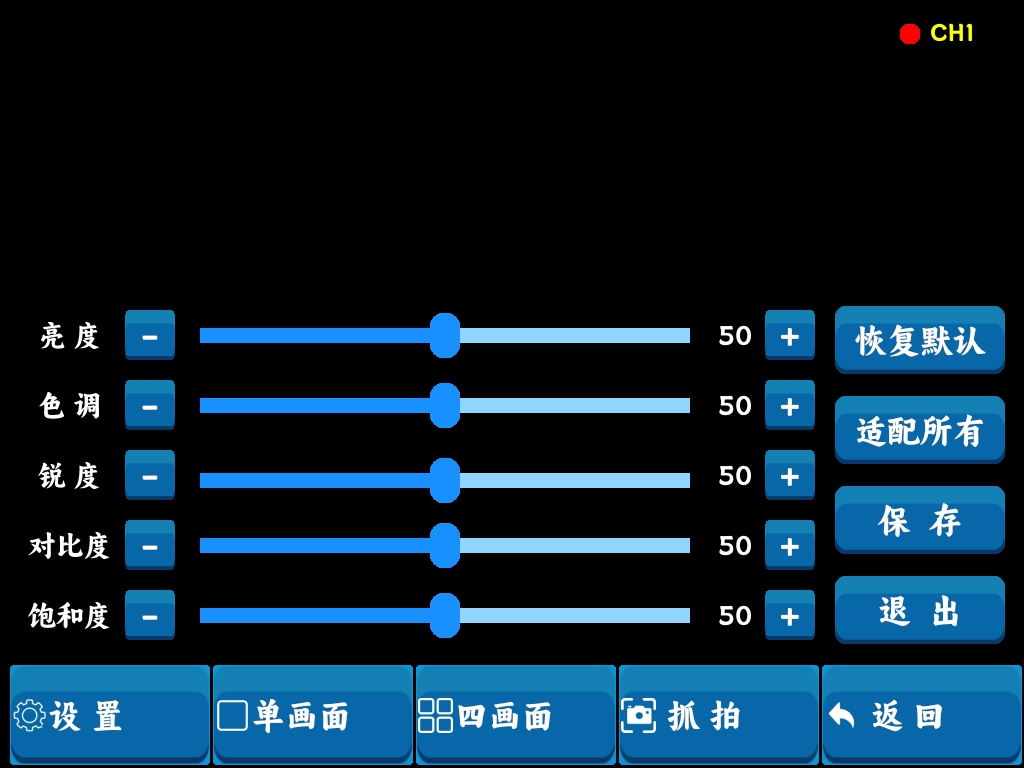 CH1
亮度 - 50 + 恢复默认
色调 - 50 + 适配所有
锐度 - 50 + 保存
对比度 - 50 +
饱和度 - 50 + 退出
设置 单画面 四画面 抓拍 返回